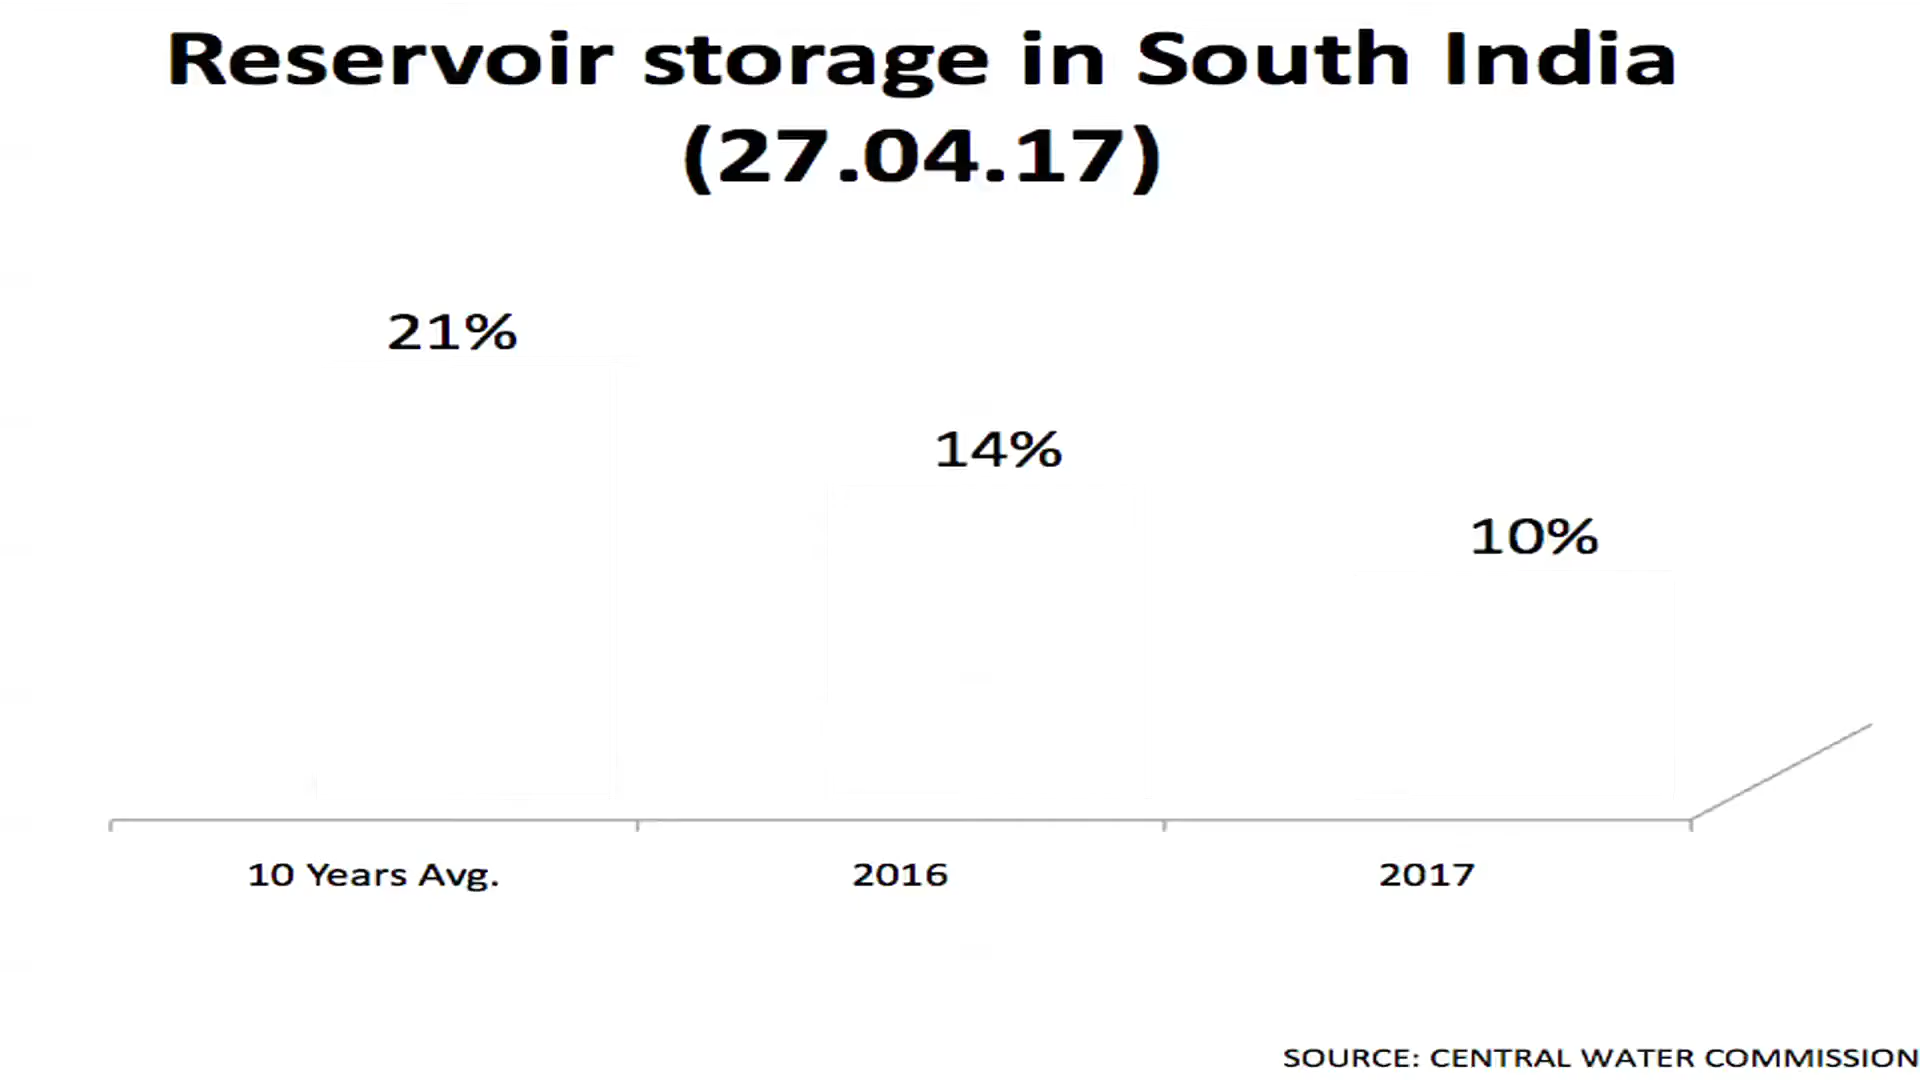 Reservoir storage in South India
(27.04.17)
21%
14%
10%
10 Years Avg.
2016
2017
SOURCE: CENTRAL WATER COMMISSION